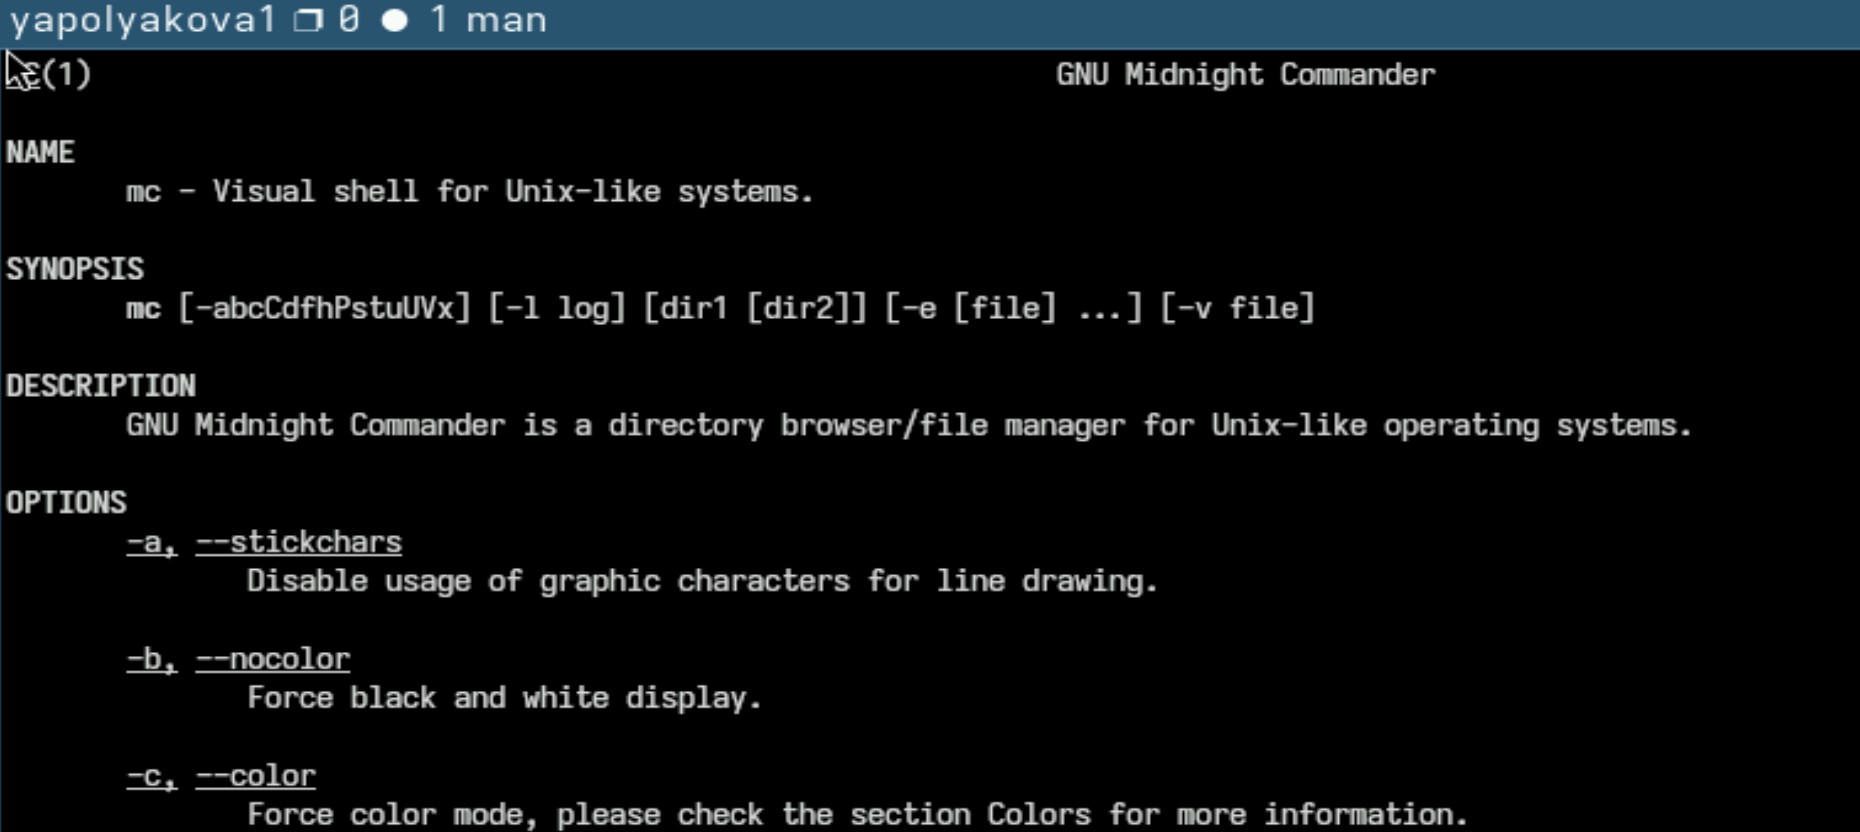 yapolyakova1 0 ● 1 man
(1) GNU Midnight Commander
NAME
mc - Visual shell for Unix-like systems.
SYNOPSIS
mc [-abcCdfhPstuUVx] [-l log] [dir1 [dir2]] [-e [file] ...] [-v file]
DESCRIPTION
GNU Midnight Commander is a directory browser/file manager for Unix-like operating systems.
OPTIONS
-a, --stickchars
Disable usage of graphic characters for line drawing.
-b, --nocolor
Force black and white display.
-c, --color
Force color mode, please check the section Colors for more information.